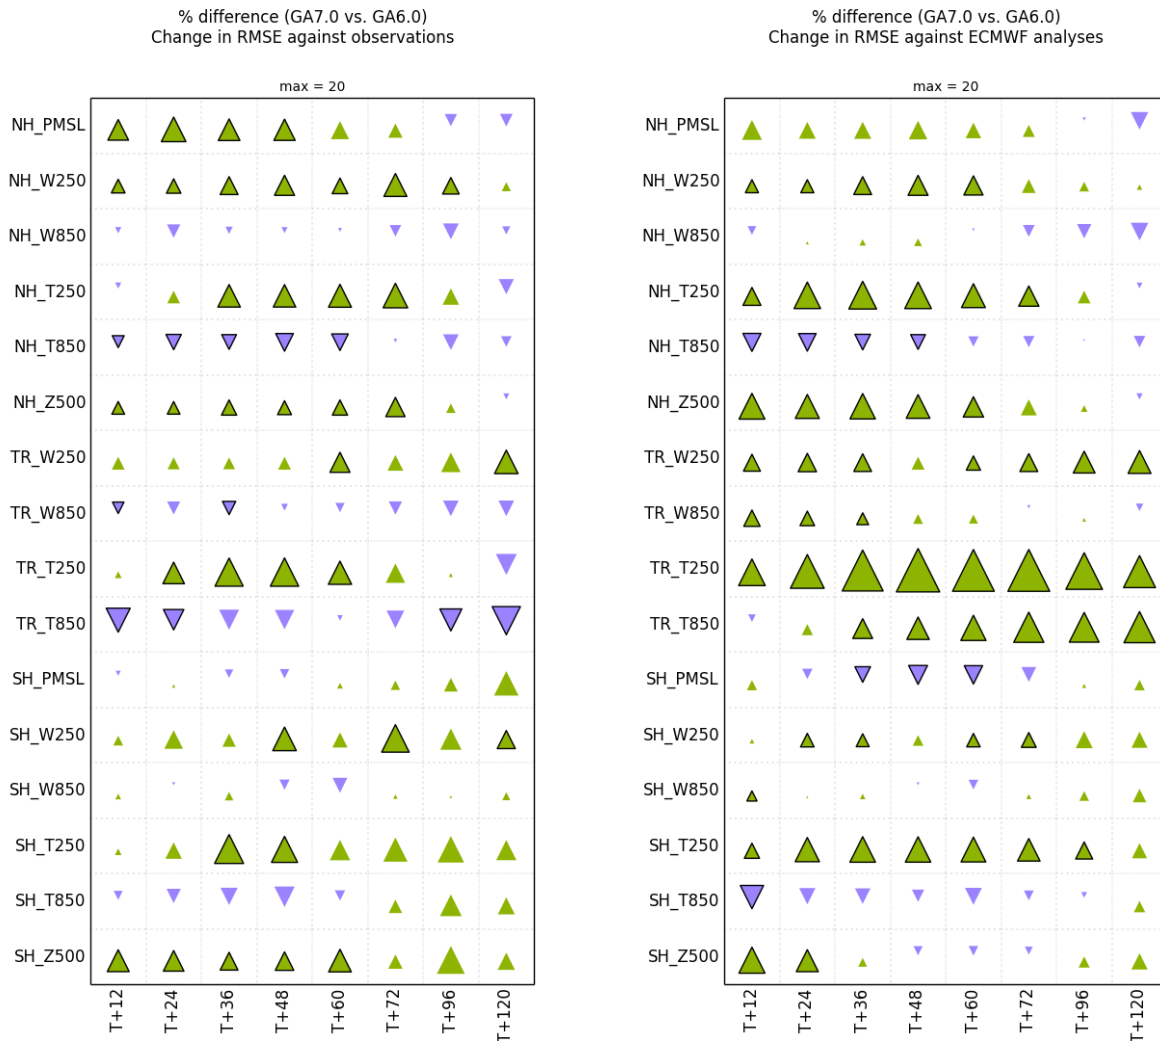 % difference (GA7.0 vs. GA6.0)
Change in RMSE against observations
max = 20
NH_PMSL
NH_W250
NH_W850
NH_T250
NH_T850
NH_Z500
TR_W250
TR_W850
TR_T250
TR_T850
SH_PMSL
SH_W250
SH_W850
SH_T250
SH_T850
SH_Z500
T+12
T+24
T+36
T+48
T+60
T+72
T+96
T+120
% difference (GA7.0 vs. GA6.0)
Change in RMSE against ECMWF analyses
max = 20
NH_PMSL
NH_W250
NH_W850
NH_T250
NH_T850
NH_Z500
TR_W250
TR_W850
TR_T250
TR_T850
SH_PMSL
SH_W250
SH_W850
SH_T250
SH_T850
SH_Z500
T+12
T+24
T+36
T+48
T+60
T+72
T+96
T+160